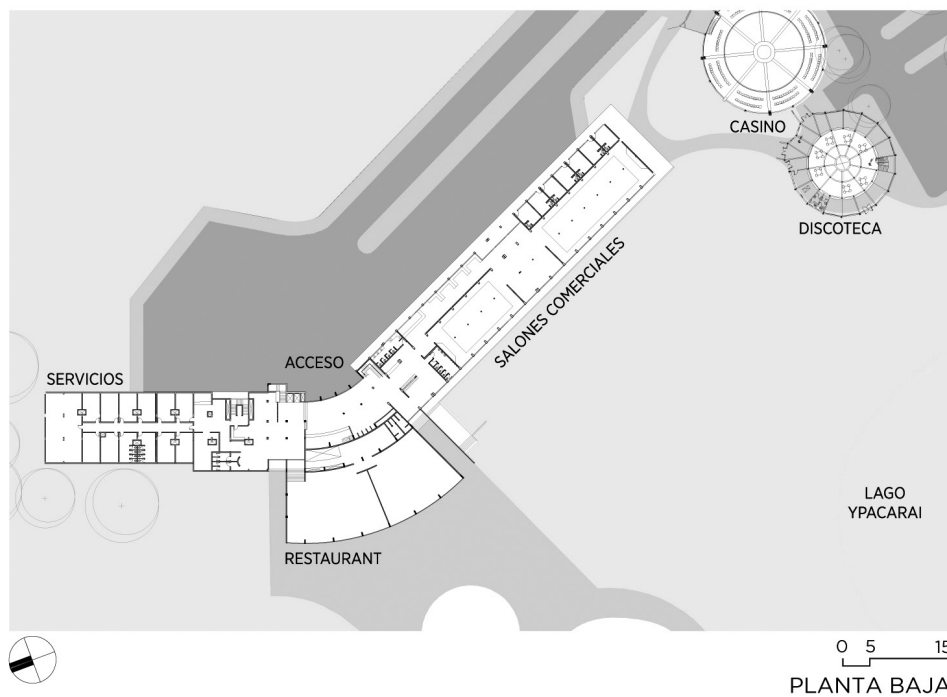 CASINO
DISCOTECA
SALONES COMERCIALES
ACCESO
SERVICIOS
RESTAURANT
LAGO
YPACARAI
0 5 15
PLANTA BAJA